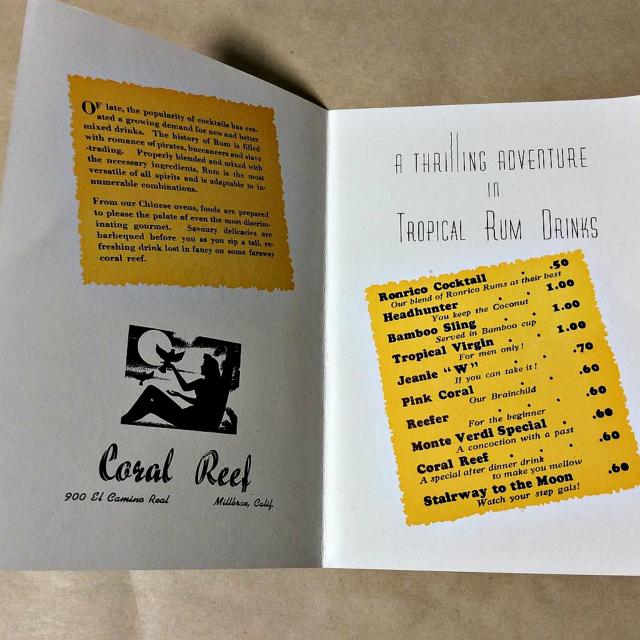 OF late, the popularity of cocktails has cre-
ated a growing demand for new and better
mixed drinks. The history of Rum is filled
with romance of pirates, buccaneers and slave
-trading. Properly blended and mixed with
the necessary ingredients, Rum is the most
versatile of all spirits and is adaptable to in-
numerable combinations.
From our Chinese ovens, foods are prepared
to please the palate of even the most discrim-
inating gourmet. Savoury delicacies are
barbequed before you as you sip a tall, re-
freshing drink lost in fancy on some faraway
coral reef.
Coral Reef
900 El Camino Real Millbrae, Calif.
A THRILLING ADVENTURE
IN
TROPICAL RUM DRINKS
Ronrico Cocktail . .50
Our blend of Ronrico Rums at their best
Headhunter . . 1.00
You keep the Coconut
Bamboo Sling . . 1.00
Served in Bamboo cup
Tropical Virgin . . 1.00
For men only!
Jeanie "W" . . .70
If you can take it!
Pink Coral . . .60
Our Brainchild
Reefer . . . .60
For the beginner
Monte Verdi Special . .60
A concoction with a past
Coral Reef . . . .60
A special after dinner drink
to make you mellow
Stairway to the Moon .60
Watch your step gals!